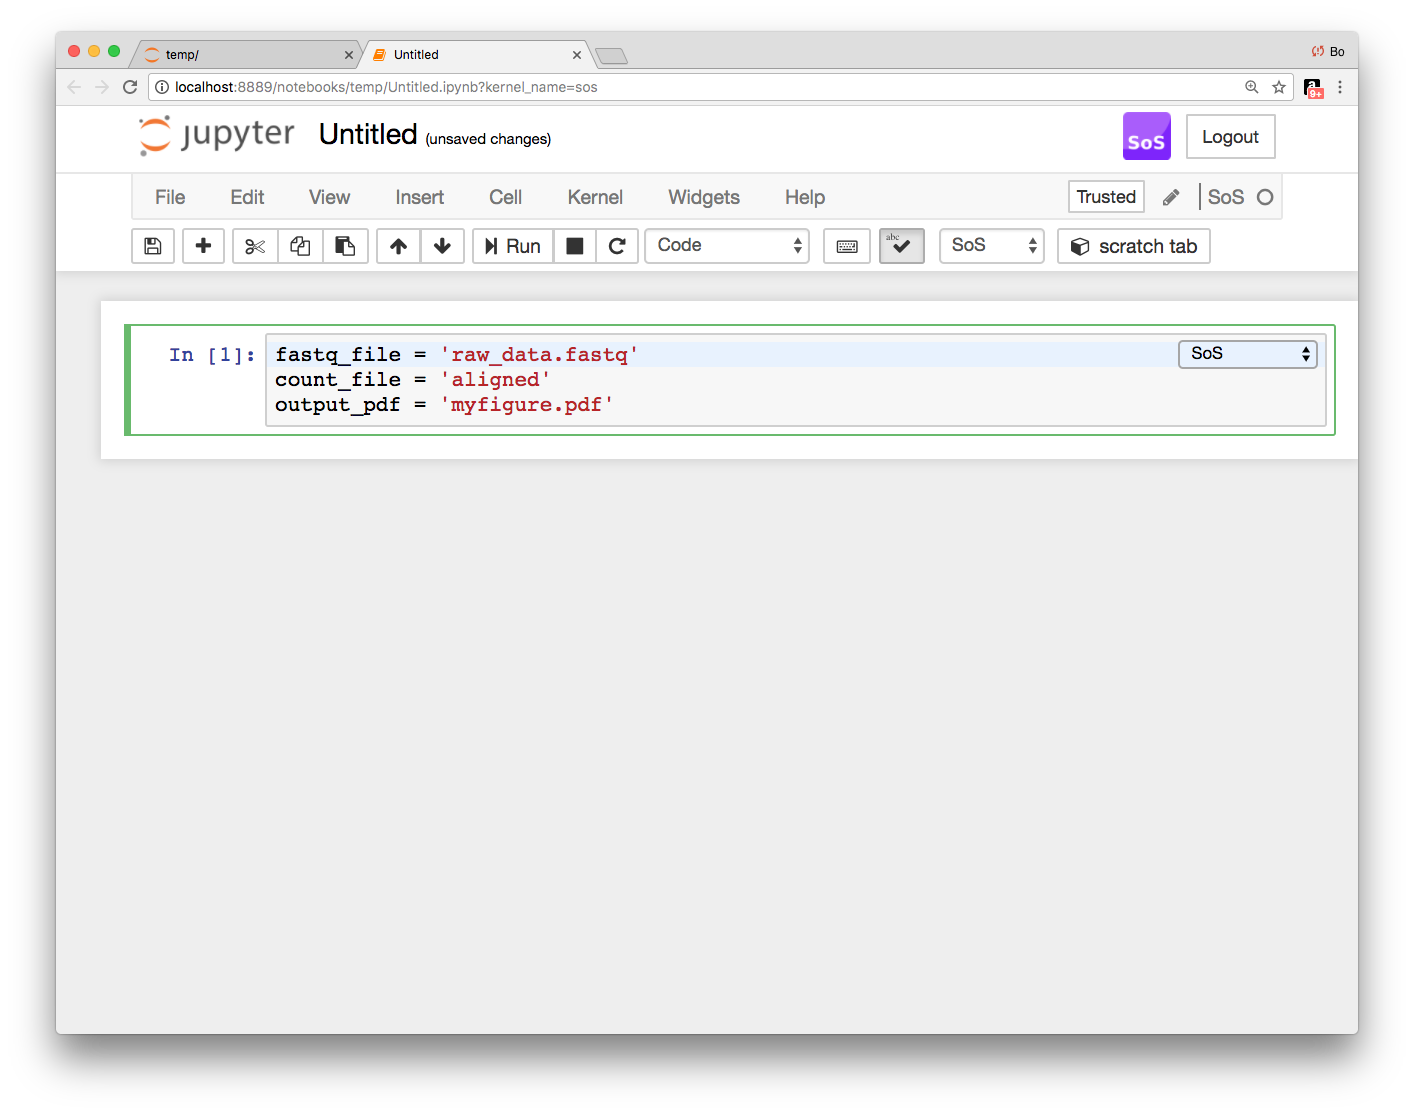 temp/
Untitled
Bo
localhost:8889/notebooks/temp/Untitled.ipynb?kernel_name=sos
a
9+
jupyter Untitled (unsaved changes)
SoS
Logout
File Edit View Insert Cell Kernel Widgets Help
Trusted
SoS
Run
Code
abc
SoS
scratch tab
In [1]:
fastq_file = 'raw_data.fastq'
SoS
count_file = 'aligned'
output_pdf = 'myfigure.pdf'